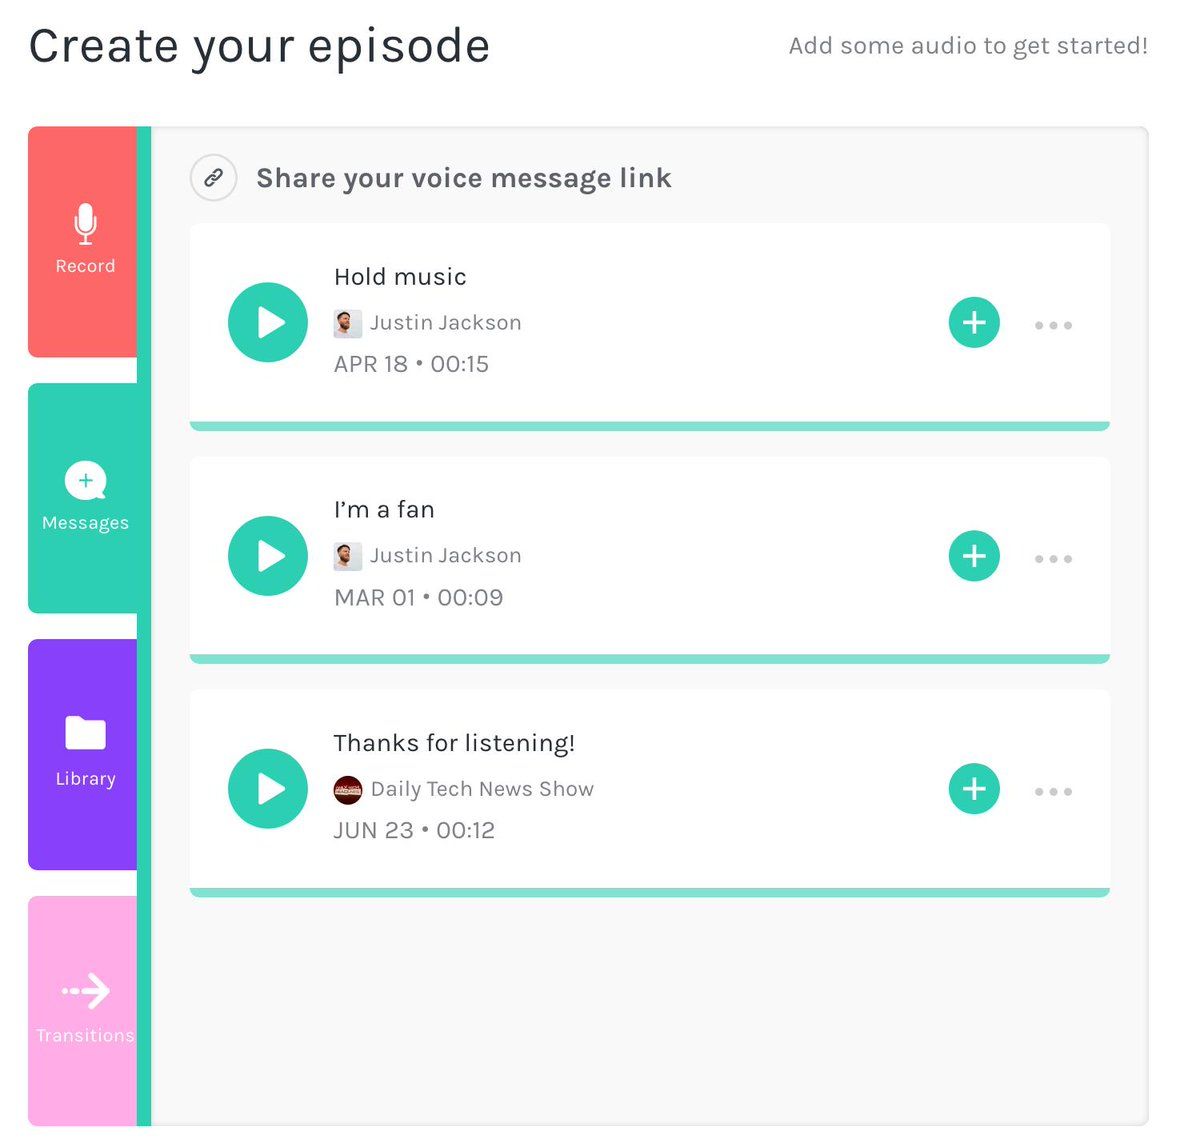 Create your episode
Add some audio to get started!
Share your voice message link
Record
Hold music
Justin Jackson
APR 18 • 00:15
Messages
I’m a fan
Justin Jackson
MAR 01 • 00:09
Library
Thanks for listening!
Daily Tech News Show
JUN 23 • 00:12
Transitions